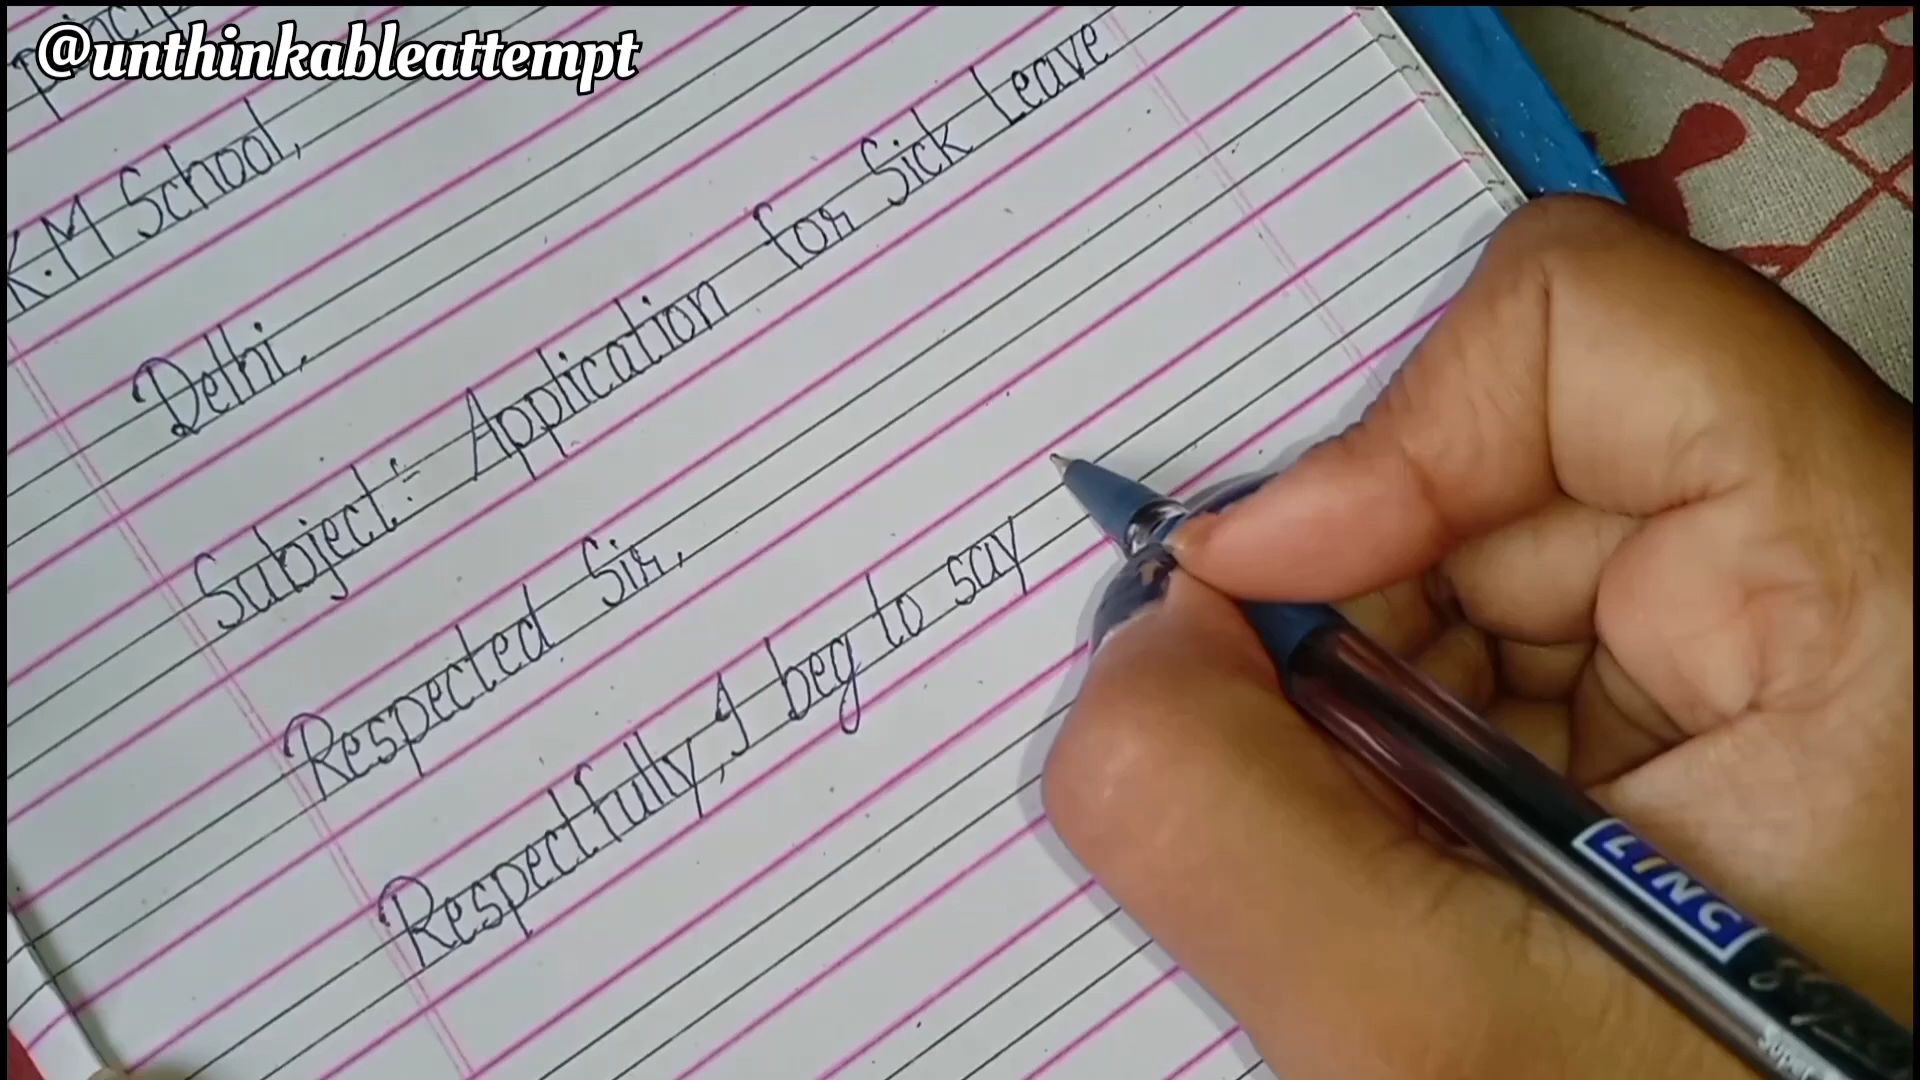 @unthinkableattempt
K.M School,
Delhi.
Subject:- Application for Sick Leave
Respected Sir,
Respectfully, I beg to say
LINC